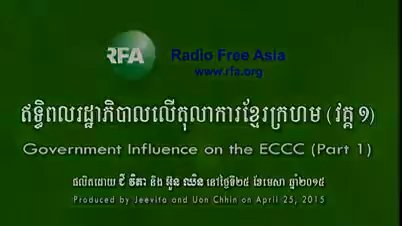 RFA
Radio Free Asia
www.rfa.org
ឥទ្ធិពលរដ្ឋាភិបាលលើតុលាការខ្មែរក្រហម (វគ្គ ១)
Government Influence on the ECCC (Part 1)
ផលិតដោយ ជី វិតា និង អ៊ួន ឈិន នៅថ្ងៃទី២៥ ខែមេសា ឆ្នាំ២០១៥
Produced by Jeevita and Uon Chhin on April 25, 2015